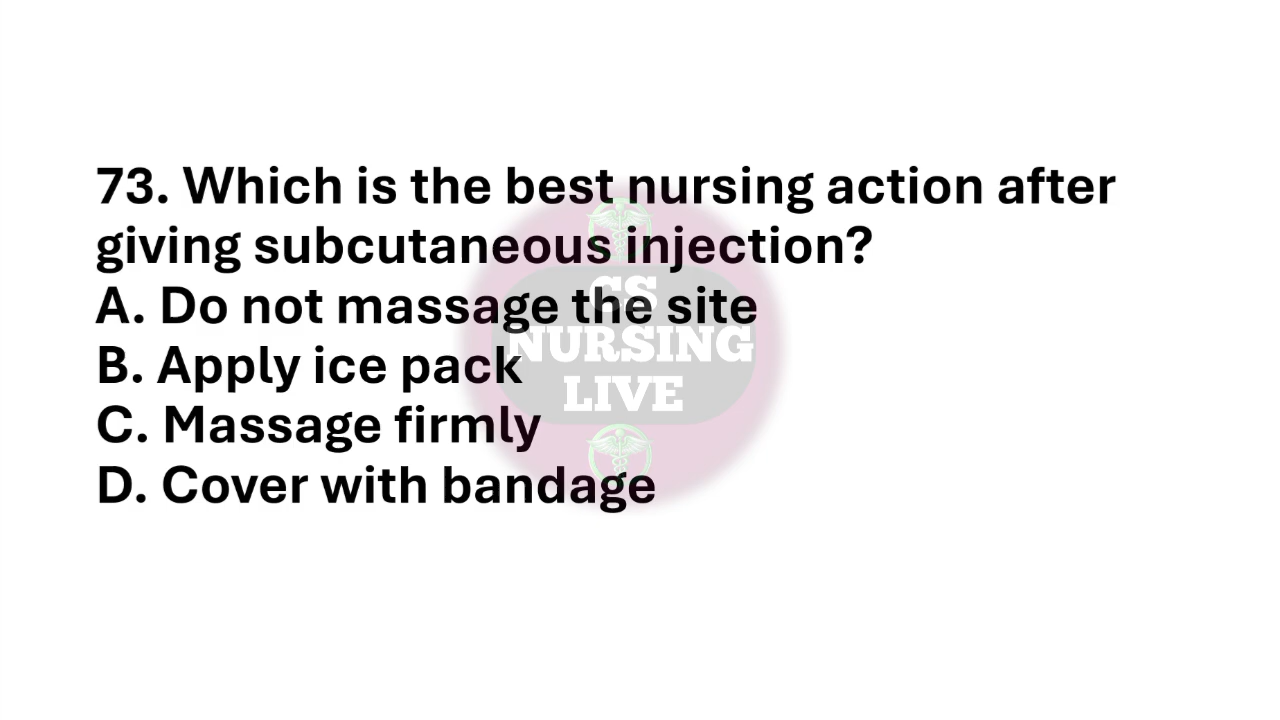 73. Which is the best nursing action after
giving subcutaneous injection?
A. Do not massage the site
B. Apply ice pack
C. Massage firmly
D. Cover with bandage
CS
NURSING
LIVE